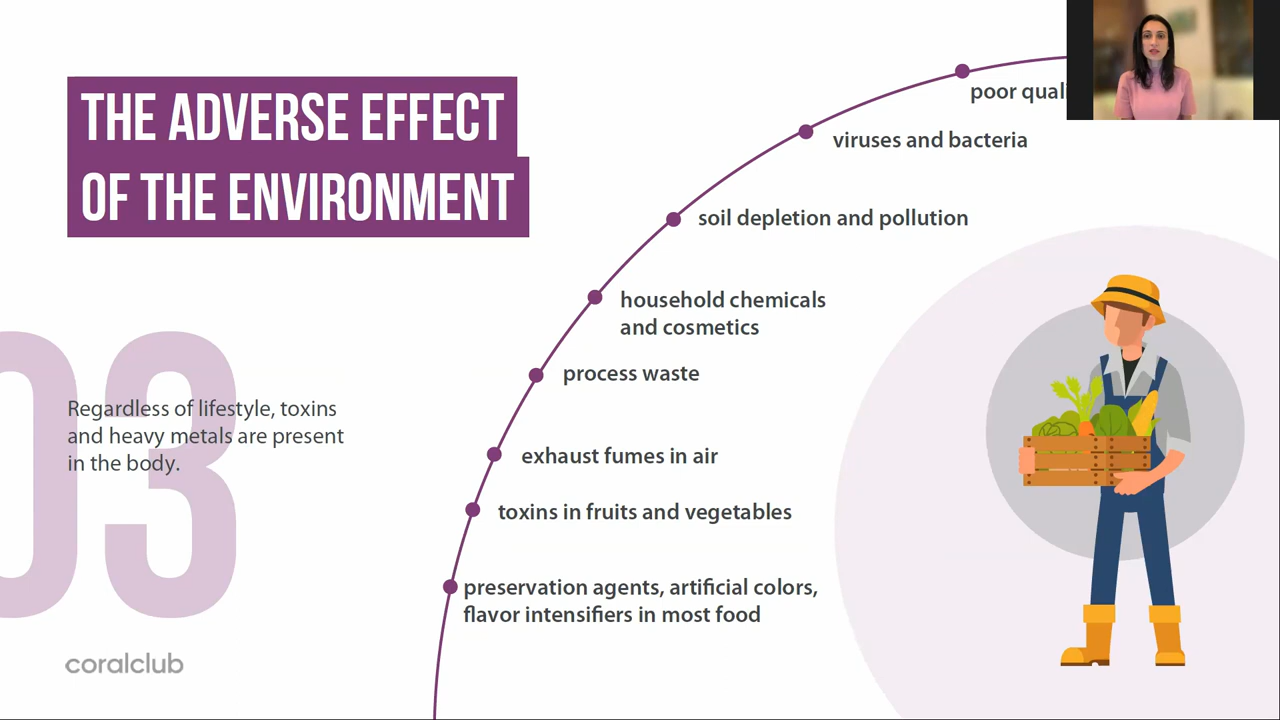 THE ADVERSE EFFECT
OF THE ENVIRONMENT
03
Regardless of lifestyle, toxins
and heavy metals are present
in the body.
poor
viruses and bacteria
soil depletion and pollution
household chemicals
and cosmetics
process waste
exhaust fumes in air
toxins in fruits and vegetables
preservation agents, artificial colors,
flavor intensifiers in most food
coralclub